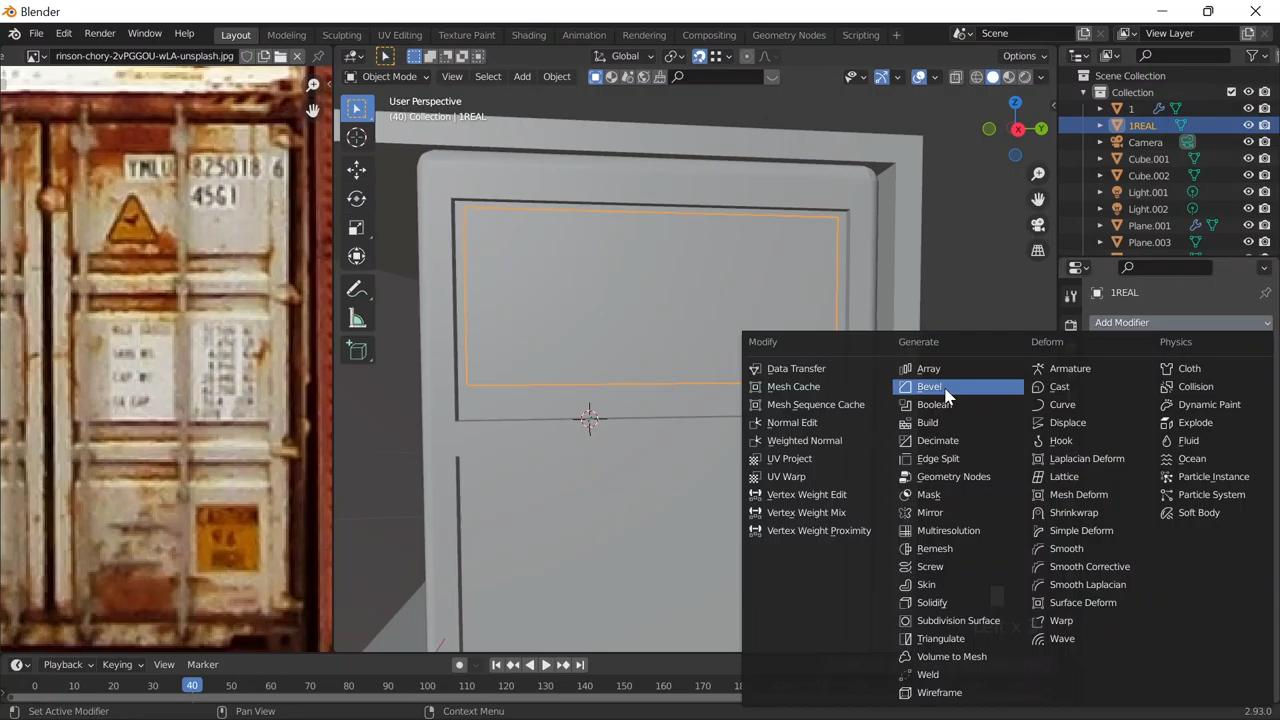 Blender
File Edit Render Window Help Layout Modeling Sculpting UV Editing Texture Paint Shading Animation Rendering Compositing Geometry Nodes Scripting Scene View Layer
rinson-chory-2vPGGOU-wLA-unsplash.jpg Global Options
Object Mode View Select Add Object
User Perspective
(40) Collection | 1REAL
Scene Collection
Collection
1
1REAL
Camera
Cube.001
Cube.002
Light.001
Light.002
Plane.001
Plane.003
1REAL
Add Modifier
Z
X
Y
YMLU 825018 6
45G1
Modify Generate Deform Physics
Data Transfer Array Armature Cloth
Mesh Cache Bevel Cast Collision
Mesh Sequence Cache Boolean Curve Dynamic Paint
Normal Edit Build Displace Explode
Weighted Normal Decimate Hook Fluid
UV Project Edge Split Laplacian Deform Ocean
UV Warp Geometry Nodes Lattice Particle Instance
Vertex Weight Edit Mask Mesh Deform Particle System
Vertex Weight Mix Mirror Shrinkwrap Soft Body
Vertex Weight Proximity Multiresolution Simple Deform
Remesh Smooth
Screw Smooth Corrective
Skin Smooth Laplacian
Solidify Surface Deform
Subdivision Surface Warp
Triangulate Wave
Volume to Mesh
Weld
Wireframe
Playback Keying View Marker
0 10 20 30 40 50 60 70 80 90 100 110 120 130 140 150 160 170
Set Active Modifier Pan View Context Menu 2.93.0